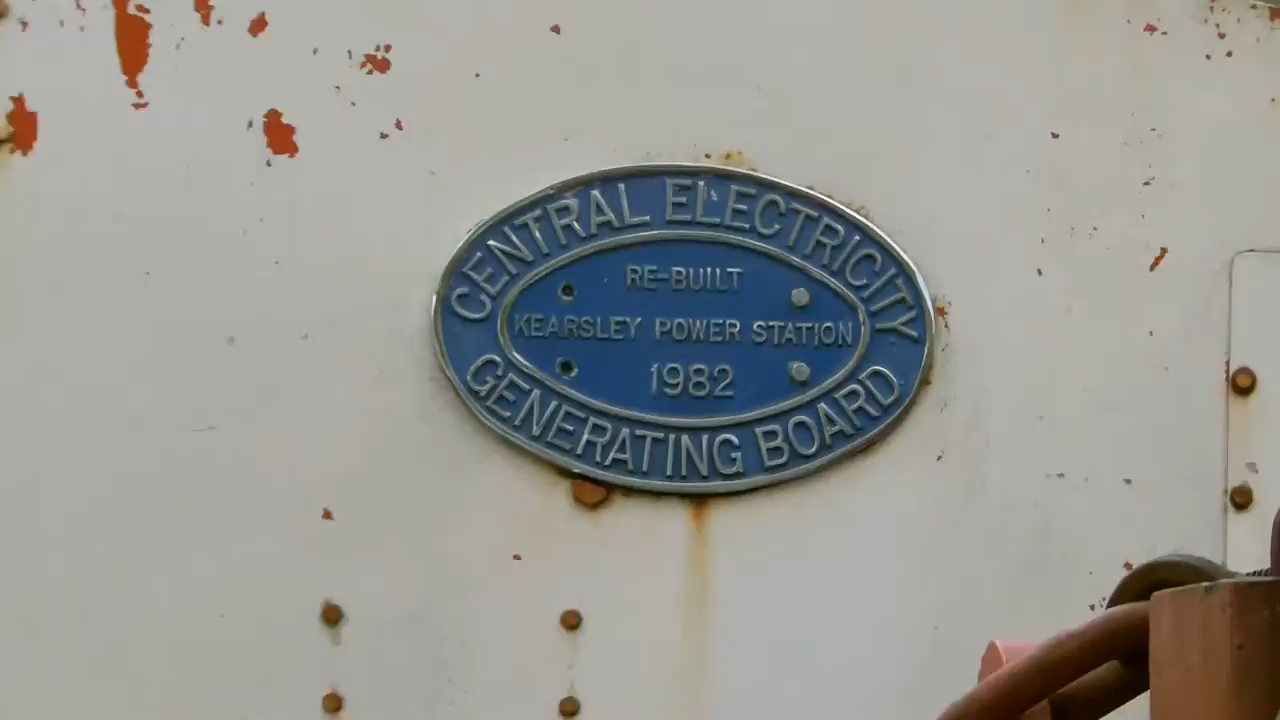 CENTRAL ELECTRICITY
RE-BUILT
KEARSLEY POWER STATION
1982
GENERATING BOARD